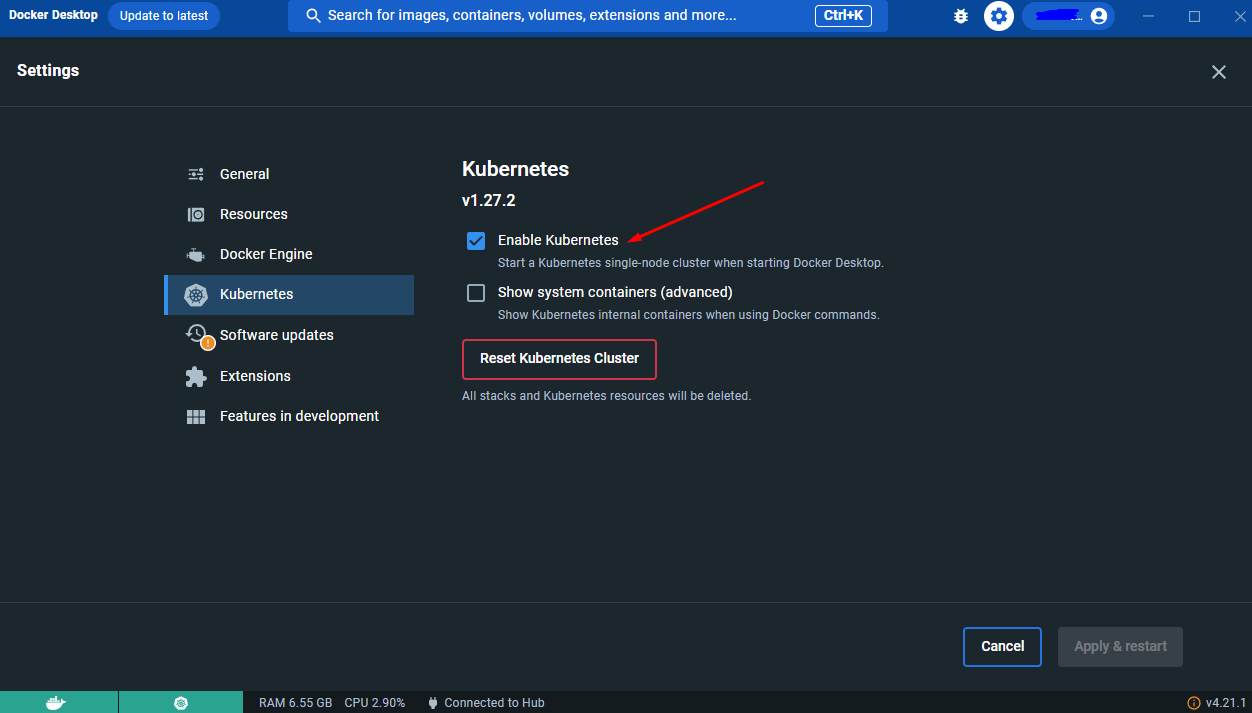 Docker Desktop
Update to latest
Search for images, containers, volumes, extensions and more...
Ctrl+K
Settings
General
Resources
Docker Engine
Kubernetes
Software updates
Extensions
Features in development
Kubernetes
v1.27.2
Enable Kubernetes
Start a Kubernetes single-node cluster when starting Docker Desktop.
Show system containers (advanced)
Show Kubernetes internal containers when using Docker commands.
Reset Kubernetes Cluster
All stacks and Kubernetes resources will be deleted.
Cancel
Apply & restart
RAM 6.55 GB CPU 2.90% Connected to Hub
v4.21.1